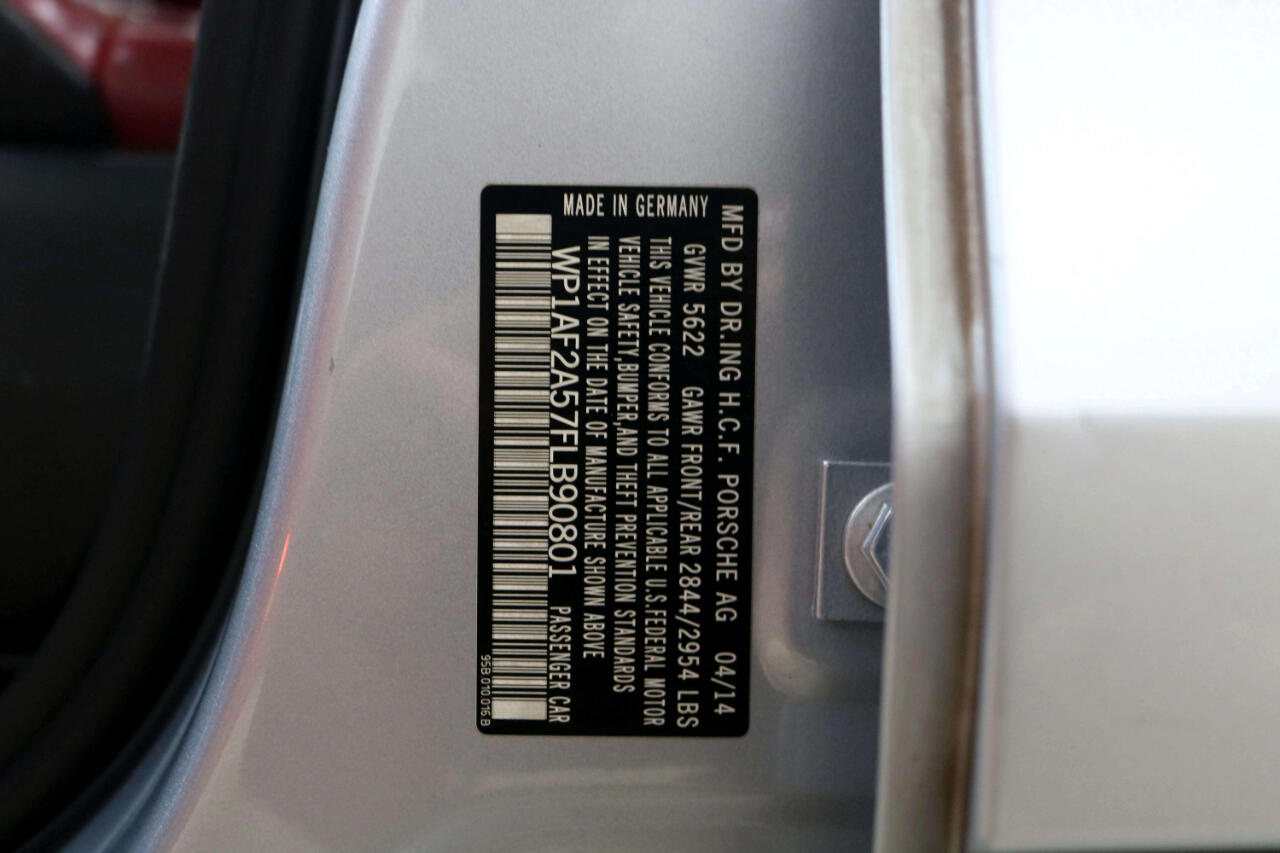 MFD BY DR.ING H.C.F. PORSCHE AG 04/14
GVWR 5622 GAWR FRONT/REAR 2844/2954 LBS
THIS VEHICLE CONFORMS TO ALL APPLICABLE U.S.FEDERAL MOTOR
VEHICLE SAFETY,BUMPER,AND THEFT PREVENTION STANDARDS
IN EFFECT ON THE DATE OF MANUFACTURE SHOWN ABOVE
WP1AF2A57FLB90801 PASSENGER CAR
MADE IN GERMANY
95B.010.016.B